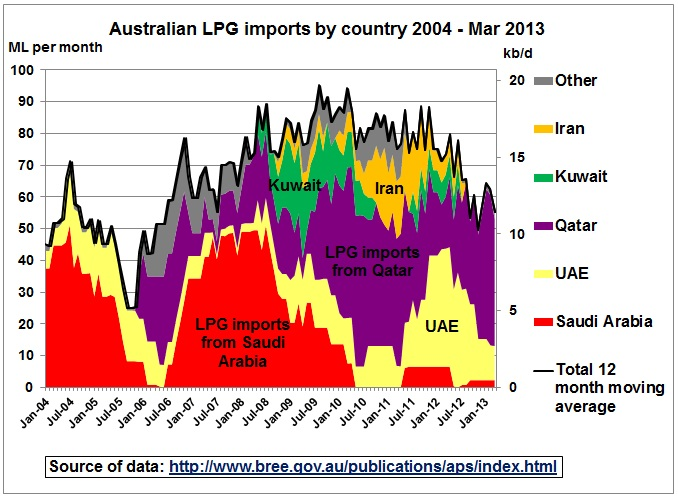 Australian LPG imports by country 2004 - Mar 2013
ML per month
kb/d
100
90
80
70
60
50
40
30
20
10
0
20
15
10
5
0
Kuwait
Iran
LPG imports
from Qatar
LPG imports
from Saudi
Arabia
UAE
Other
Iran
Kuwait
Qatar
UAE
Saudi Arabia
Total 12
month moving
average
Jan-04
Jul-04
Jan-05
Jul-05
Jan-06
Jul-06
Jan-07
Jul-07
Jan-08
Jul-08
Jan-09
Jul-09
Jan-10
Jul-10
Jan-11
Jul-11
Jan-12
Jul-12
Jan-13
Source of data: http://www.bree.gov.au/publications/aps/index.html